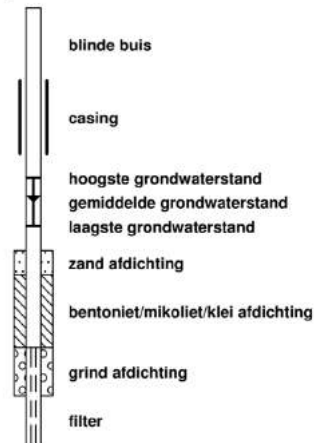 blinde buis
casing
hoogste grondwaterstand
gemiddelde grondwaterstand
laagste grondwaterstand
zand afdichting
bentoniet/mikoliet/klei afdichting
grind afdichting
filter